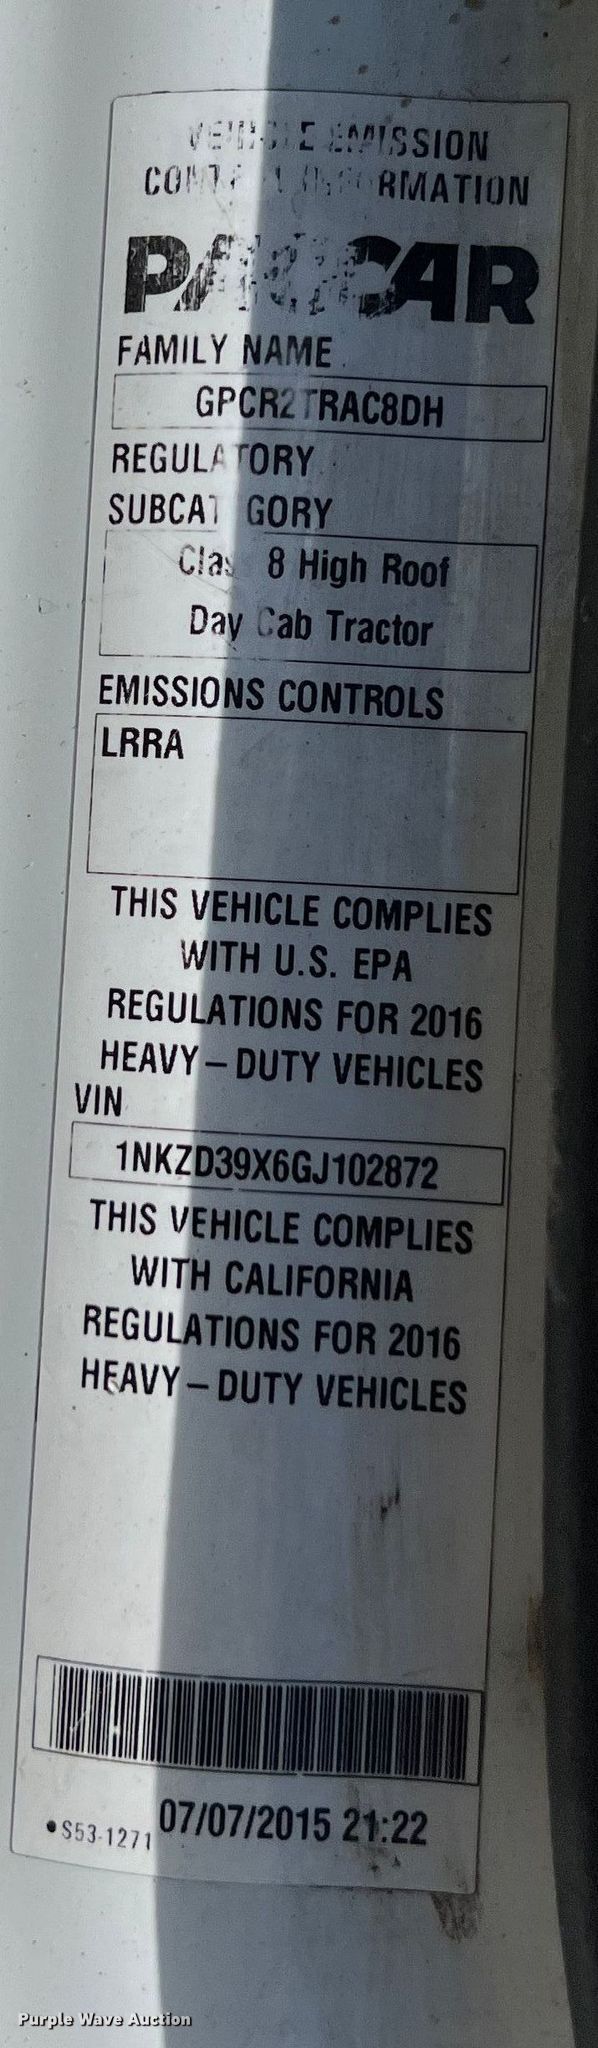 VEHICLE EMISSION
CONTROL INFORMATION
PACCAR
FAMILY NAME
GPCR2TRAC8DH
REGULATORY
SUBCATEGORY
Class 8 High Roof
Day Cab Tractor
EMISSIONS CONTROLS
LRRA
THIS VEHICLE COMPLIES
WITH U.S. EPA
REGULATIONS FOR 2016
HEAVY-DUTY VEHICLES
VIN
1NKZD39X6GJ102872
THIS VEHICLE COMPLIES
WITH CALIFORNIA
REGULATIONS FOR 2016
HEAVY-DUTY VEHICLES
•S53-1271 07/07/2015 21:22
Purple Wave Auction